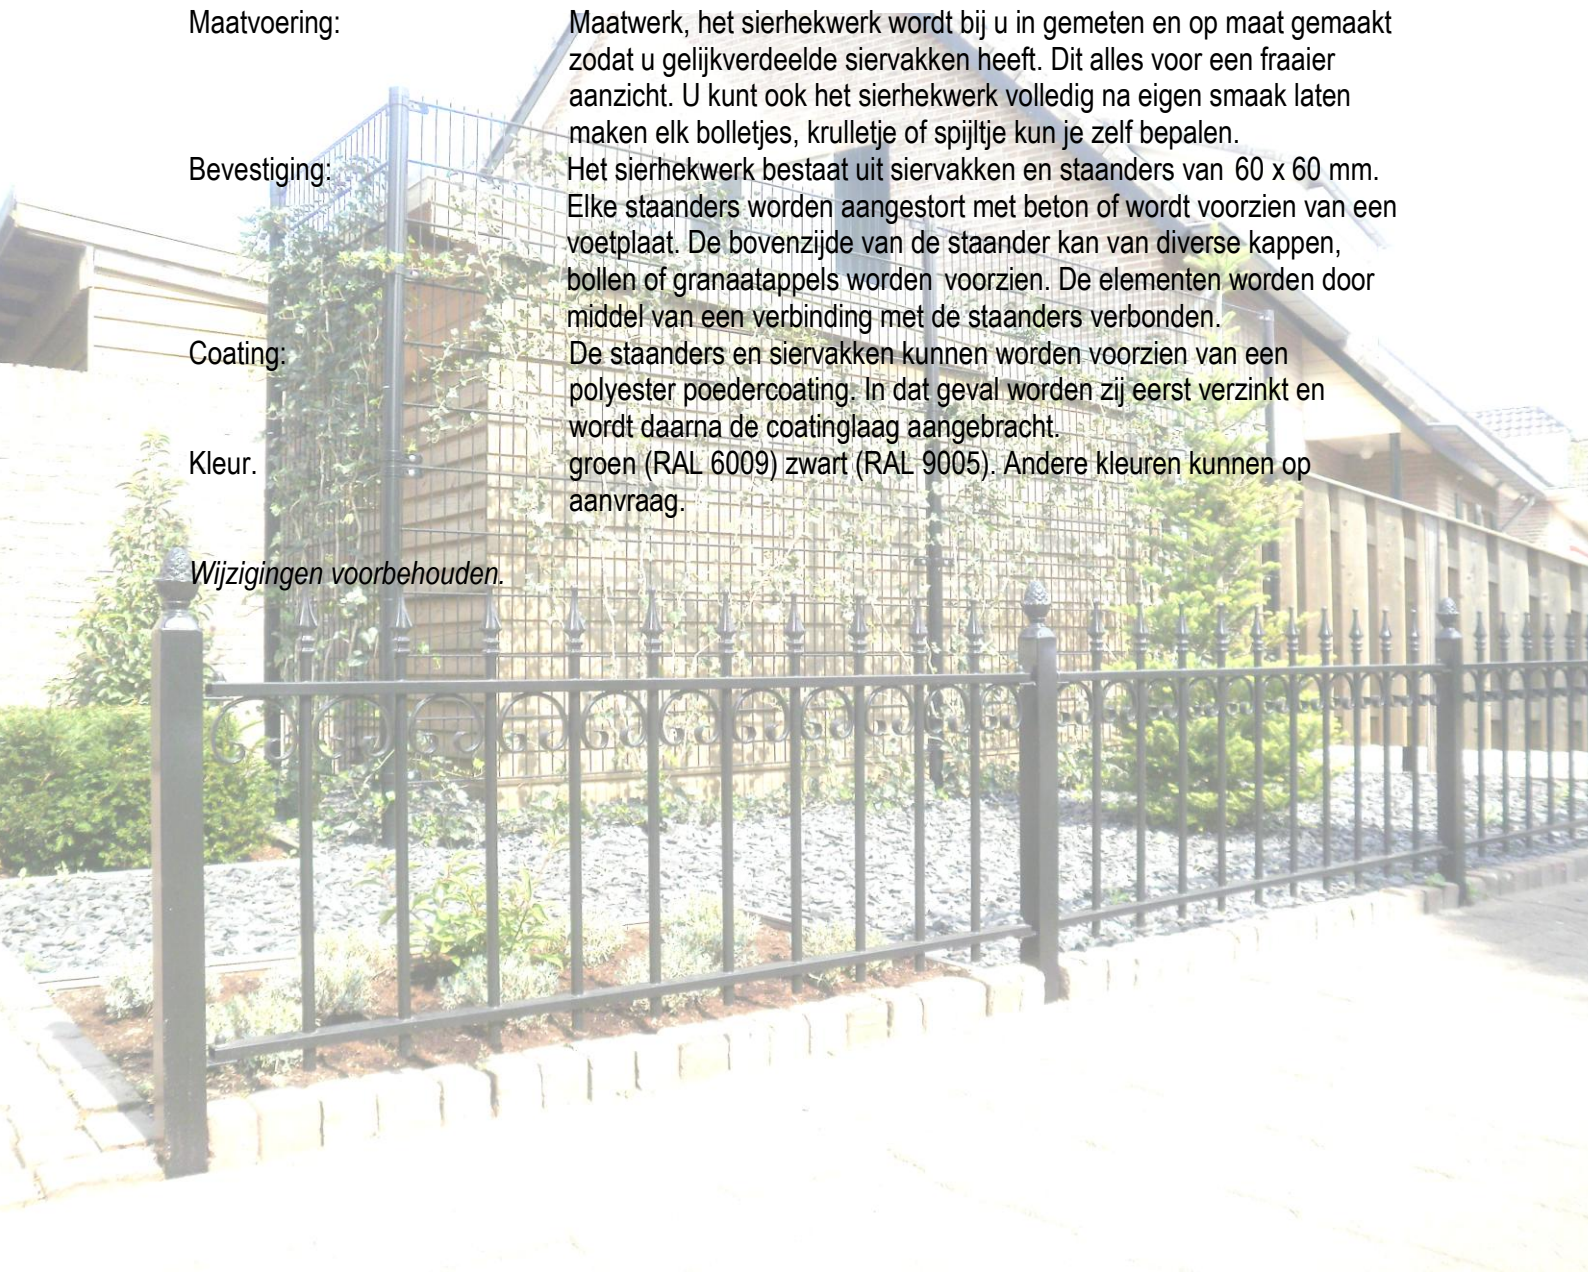 Maatvoering: Maatwerk, het sierhekwerk wordt bij u in gemeten en op maat gemaakt
zodat u gelijkverdeelde siervakken heeft. Dit alles voor een fraaier
aanzicht. U kunt ook het sierhekwerk volledig na eigen smaak laten
maken elk bolletjes, krulletje of spijltje kun je zelf bepalen.
Bevestiging: Het sierhekwerk bestaat uit siervakken en staanders van 60 x 60 mm.
Elke staanders worden aangestort met beton of wordt voorzien van een
voetplaat. De bovenzijde van de staander kan van diverse kappen,
bollen of granaatappels worden voorzien. De elementen worden door
middel van een verbinding met de staanders verbonden.
Coating: De staanders en siervakken kunnen worden voorzien van een
polyester poedercoating. In dat geval worden zij eerst verzinkt en
wordt daarna de coatinglaag aangebracht.
Kleur. groen (RAL 6009) zwart (RAL 9005). Andere kleuren kunnen op
aanvraag.
Wijzigingen voorbehouden.